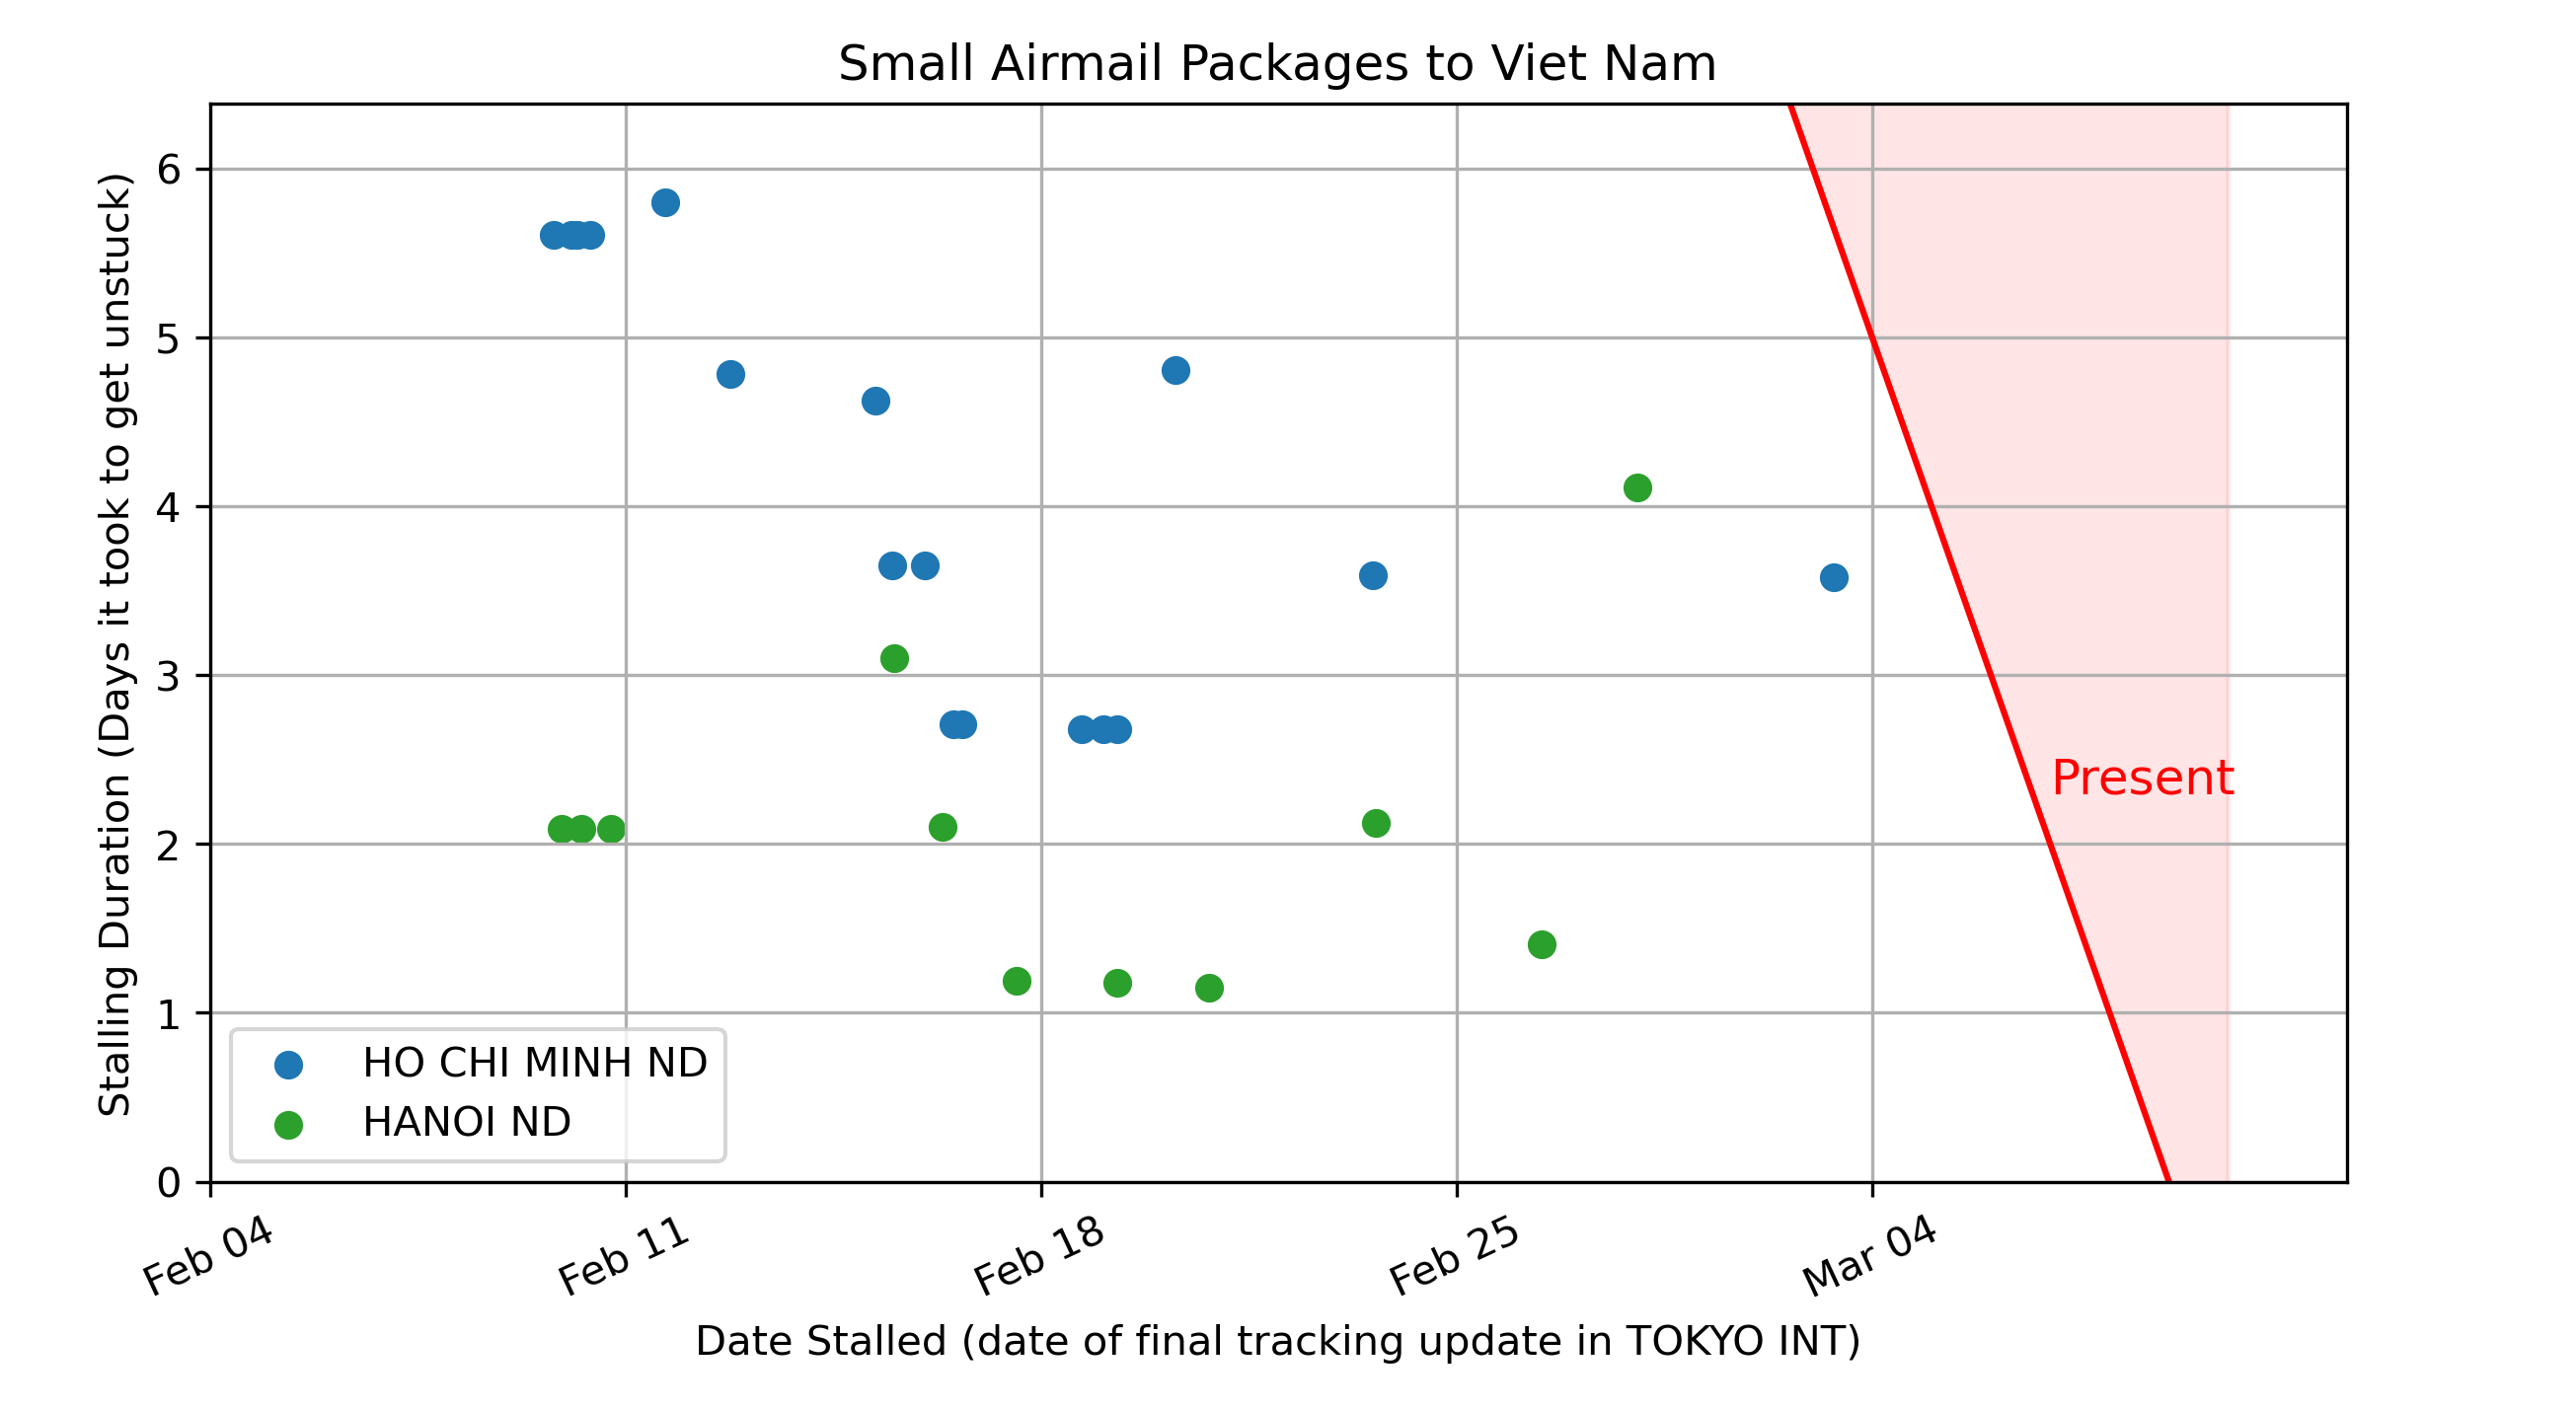 Small Airmail Packages to Viet Nam
Stalling Duration (Days it took to get unstuck)
6
5
4
3
2
1
0
Present
HO CHI MINH ND
HANOI ND
Feb 04
Feb 11
Feb 18
Feb 25
Mar 04
Date Stalled (date of final tracking update in TOKYO INT)